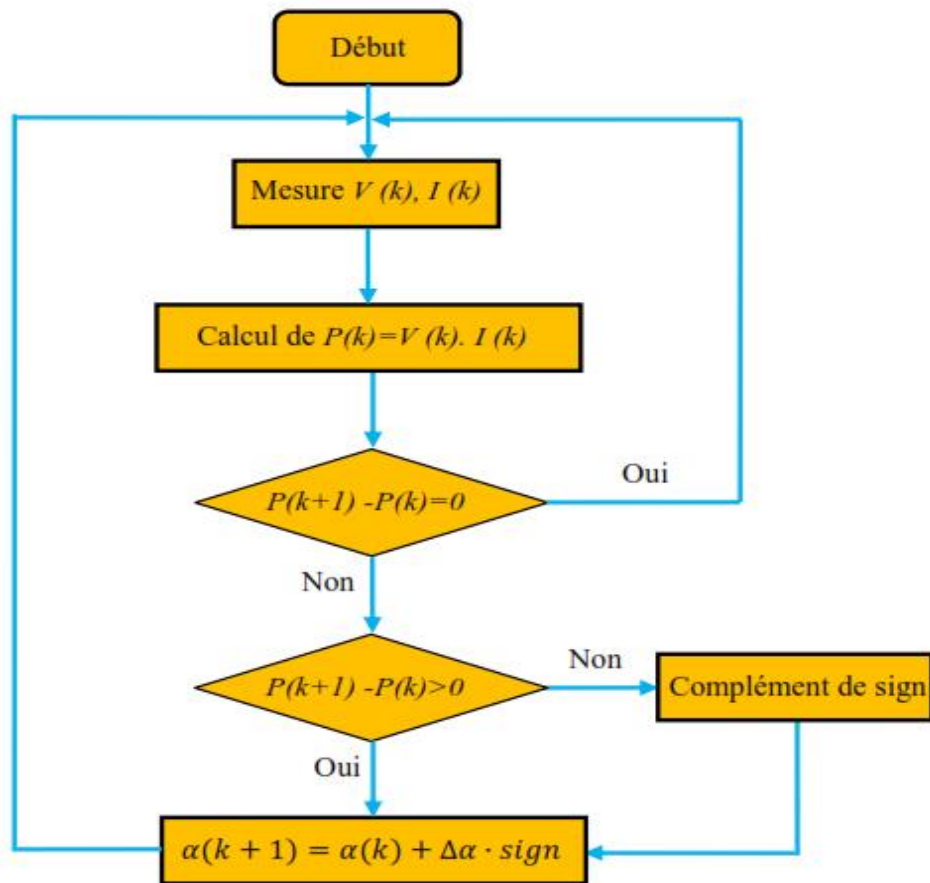 Début
Mesure V (k), I (k)
Calcul de P(k)=V (k). I (k)
P(k+1) -P(k)=0
Oui
Non
P(k+1) -P(k)>0
Non
Complément de sign
Oui
α(k + 1) = α(k) + Δα · sign